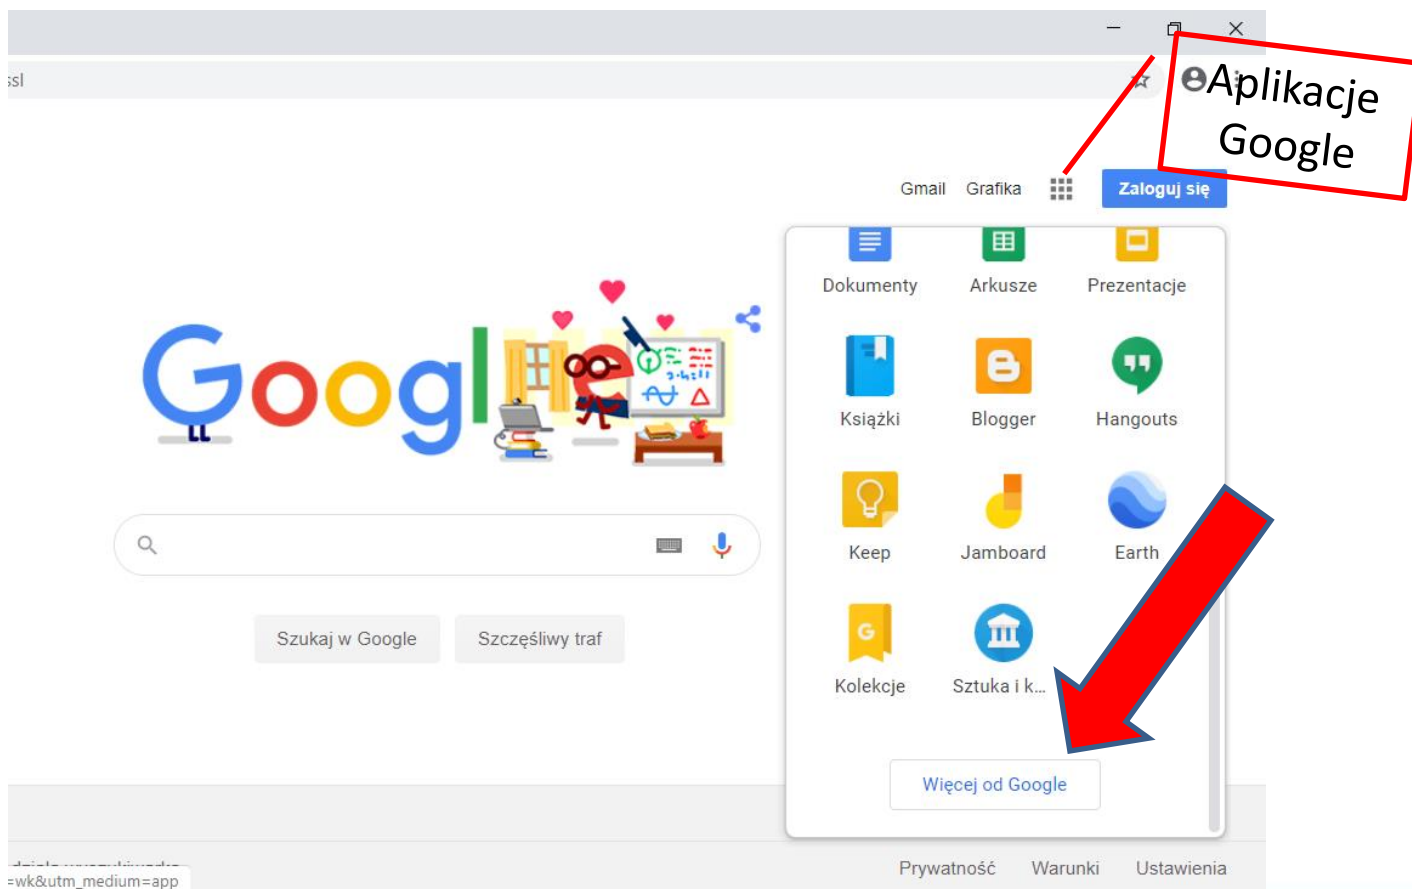 ssl
Aplikacje
Google
Gmail Grafika Zaloguj się
Dokumenty Arkusze Prezentacje
Google
Książki Blogger Hangouts
Keep Jamboard Earth
Szukaj w Google Szczęśliwy traf
Kolekcje Sztuka i k...
Więcej od Google
Prywatność Warunki Ustawienia
=wk&utm_medium=app